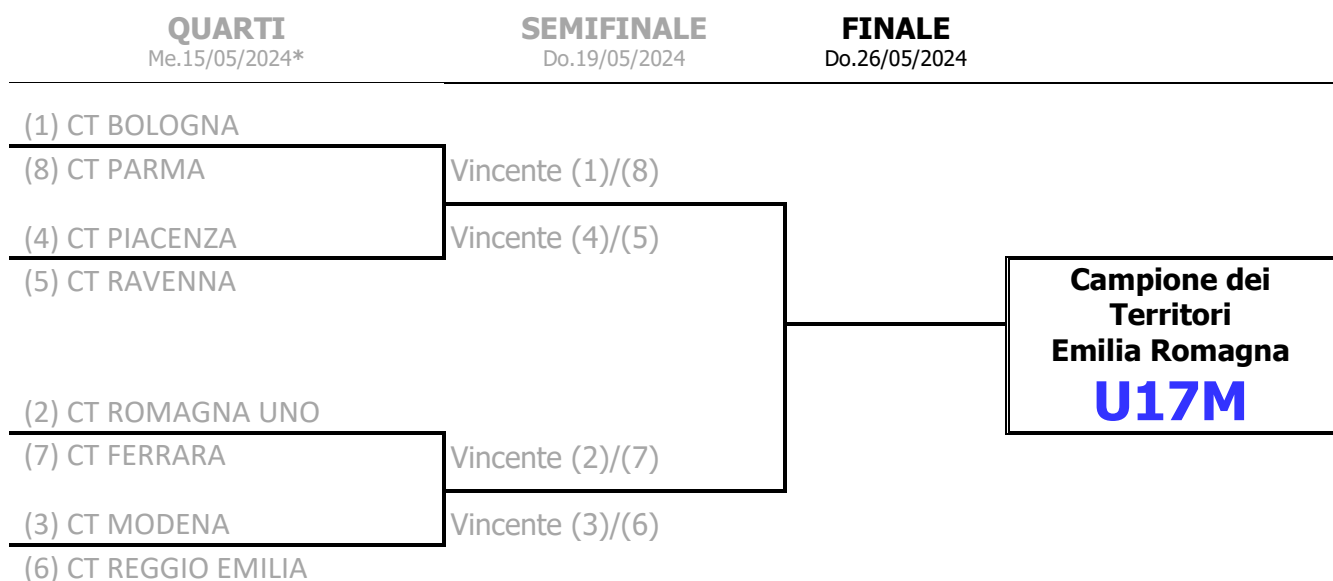 QUARTI
Me.15/05/2024*
SEMIFINALE
Do.19/05/2024
FINALE
Do.26/05/2024
(1) CT BOLOGNA
(8) CT PARMA
Vincente (1)/(8)
(4) CT PIACENZA
Vincente (4)/(5)
(5) CT RAVENNA
Campione dei
Territori
Emilia Romagna
U17M
(2) CT ROMAGNA UNO
(7) CT FERRARA
Vincente (2)/(7)
(3) CT MODENA
Vincente (3)/(6)
(6) CT REGGIO EMILIA